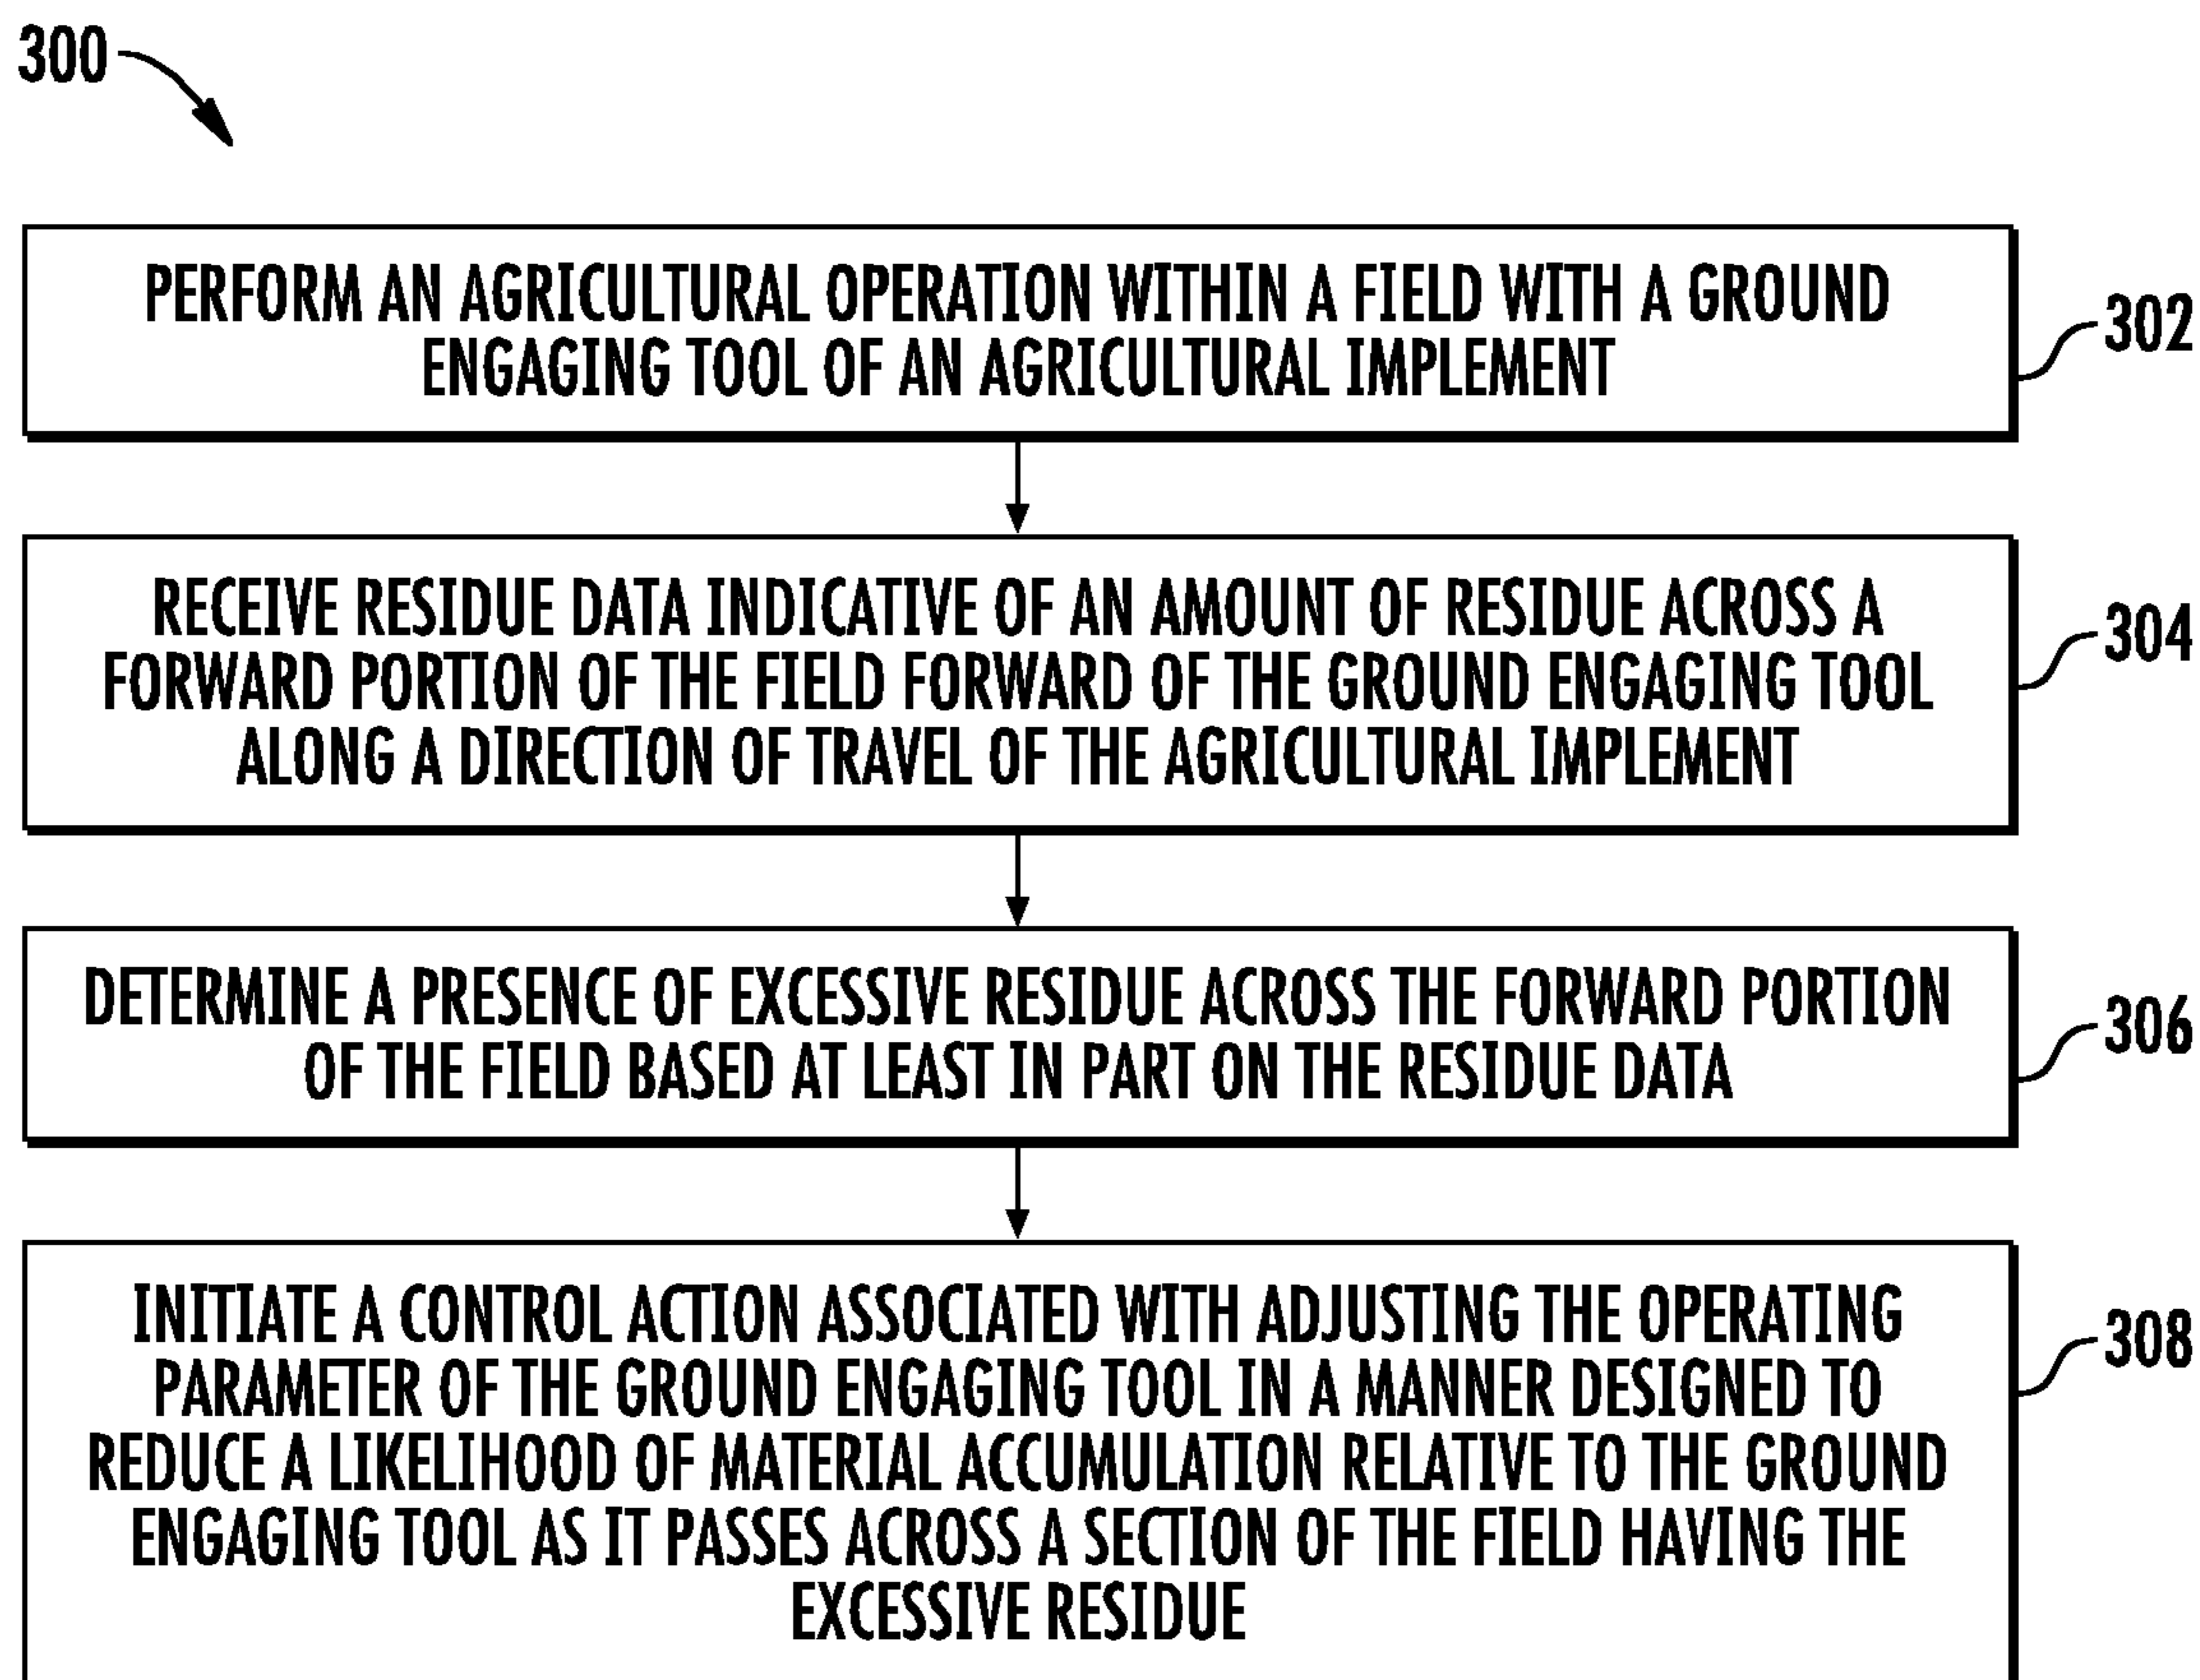 300
PERFORM AN AGRICULTURAL OPERATION WITHIN A FIELD WITH A GROUND
ENGAGING TOOL OF AN AGRICULTURAL IMPLEMENT
302
RECEIVE RESIDUE DATA INDICATIVE OF AN AMOUNT OF RESIDUE ACROSS A
FORWARD PORTION OF THE FIELD FORWARD OF THE GROUND ENGAGING TOOL
ALONG A DIRECTION OF TRAVEL OF THE AGRICULTURAL IMPLEMENT
304
DETERMINE A PRESENCE OF EXCESSIVE RESIDUE ACROSS THE FORWARD PORTION
OF THE FIELD BASED AT LEAST IN PART ON THE RESIDUE DATA
306
INITIATE A CONTROL ACTION ASSOCIATED WITH ADJUSTING THE OPERATING
PARAMETER OF THE GROUND ENGAGING TOOL IN A MANNER DESIGNED TO
REDUCE A LIKELIHOOD OF MATERIAL ACCUMULATION RELATIVE TO THE GROUND
ENGAGING TOOL AS IT PASSES ACROSS A SECTION OF THE FIELD HAVING THE
EXCESSIVE RESIDUE
308